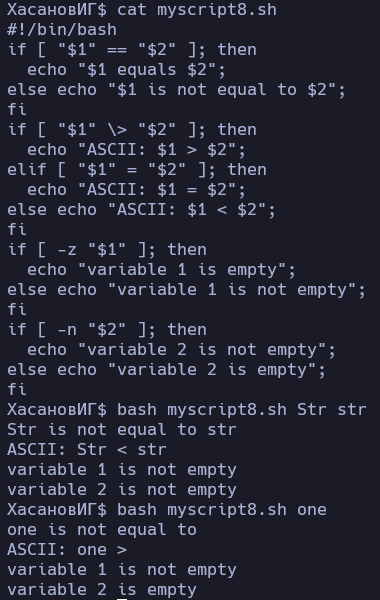 ХасановИГ$ cat myscript8.sh
#!/bin/bash
if [ "$1" == "$2" ]; then
  echo "$1 equals $2";
else echo "$1 is not equal to $2";
fi
if [ "$1" \> "$2" ]; then
  echo "ASCII: $1 > $2";
elif [ "$1" = "$2" ]; then
  echo "ASCII: $1 = $2";
else echo "ASCII: $1 < $2";
fi
if [ -z "$1" ]; then
  echo "variable 1 is empty";
else echo "variable 1 is not empty";
fi
if [ -n "$2" ]; then
  echo "variable 2 is not empty";
else echo "variable 2 is empty";
fi
ХасановИГ$ bash myscript8.sh Str str
Str is not equal to str
ASCII: Str < str
variable 1 is not empty
variable 2 is not empty
ХасановИГ$ bash myscript8.sh one
one is not equal to
ASCII: one >
variable 1 is not empty
variable 2 is empty